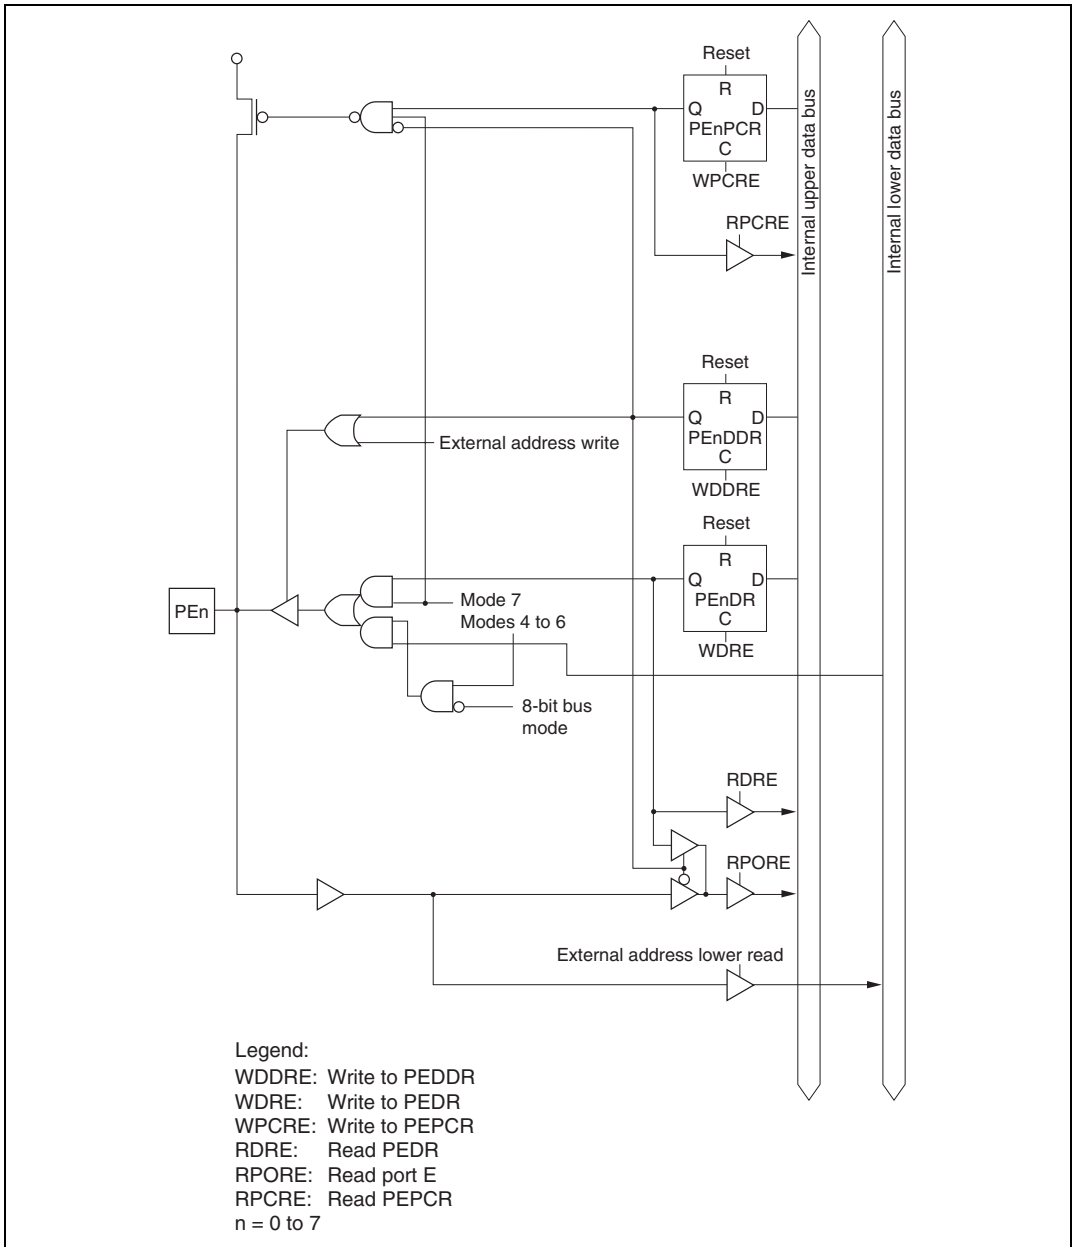 Reset
R
Q D
PEnPCR
C
WPCRE
RPCRE
Internal upper data bus
Internal lower data bus
Reset
R
Q D
PEnDDR
C
WDDRE
External address write
Reset
R
Q D
PEnDR
C
WDRE
PEn
Mode 7
Modes 4 to 6
8-bit bus
mode
RDRE
RPORE
External address lower read
Legend:
WDDRE: Write to PEDDR
WDRE: Write to PEDR
WPCRE: Write to PEPCR
RDRE: Read PEDR
RPORE: Read port E
RPCRE: Read PEPCR
n = 0 to 7